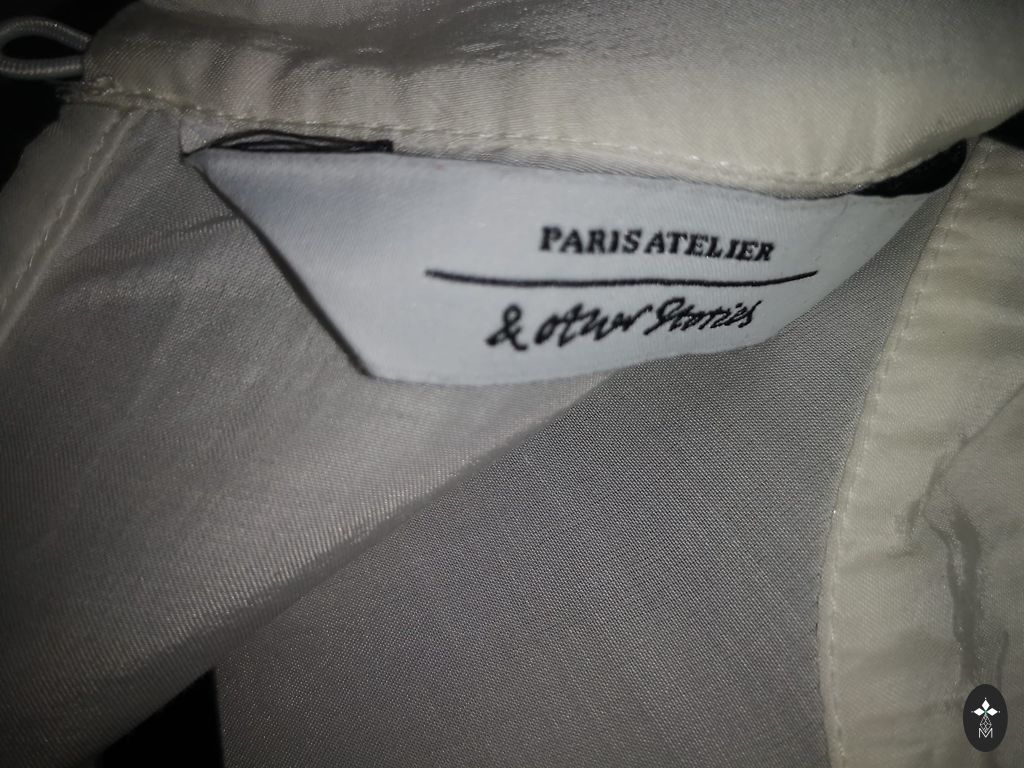 PARIS ATELIER
& other Stories
M